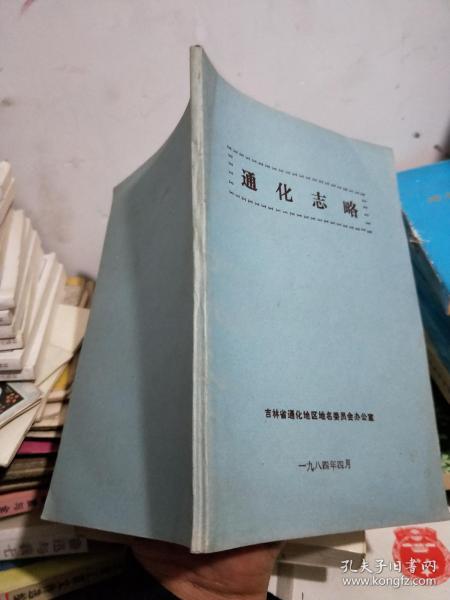 通化志略
吉林省通化地区地名委员会办公室
一九八四年四月
孔夫子旧书网
www.kongfz.com